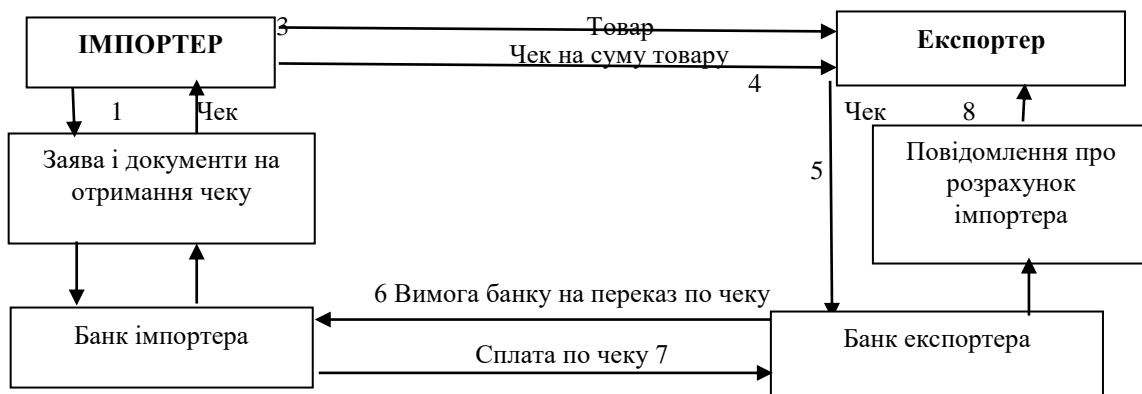 ІМПОРТЕР
3
Товар
Експортер
Чек на суму товару
4
1
Чек
Чек
8
Заява і документи на
отримання чеку
5
Повідомлення про
розрахунок
імпортера
6 Вимога банку на переказ по чеку
Банк імпортера
Банк експортера
Сплата по чеку 7